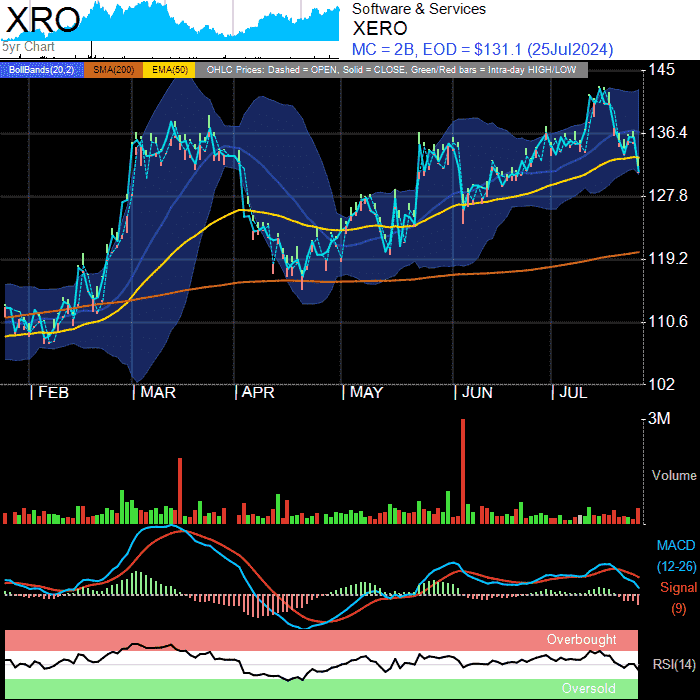 XRO
5yr Chart
Software & Services
XERO
MC = 2B, EOD = $131.1 (25Jul2024)
BollBands(20,2) SMA(200) EMA(50) OHLC Prices: Dashed = OPEN, Solid = CLOSE, Green/Red bars = Intra-day HIGH/LOW
145
136.4
127.8
119.2
110.6
102
FEB MAR APR MAY JUN JUL
3M
Volume
MACD
(12-26)
Signal
(9)
Overbought
RSI(14)
Oversold